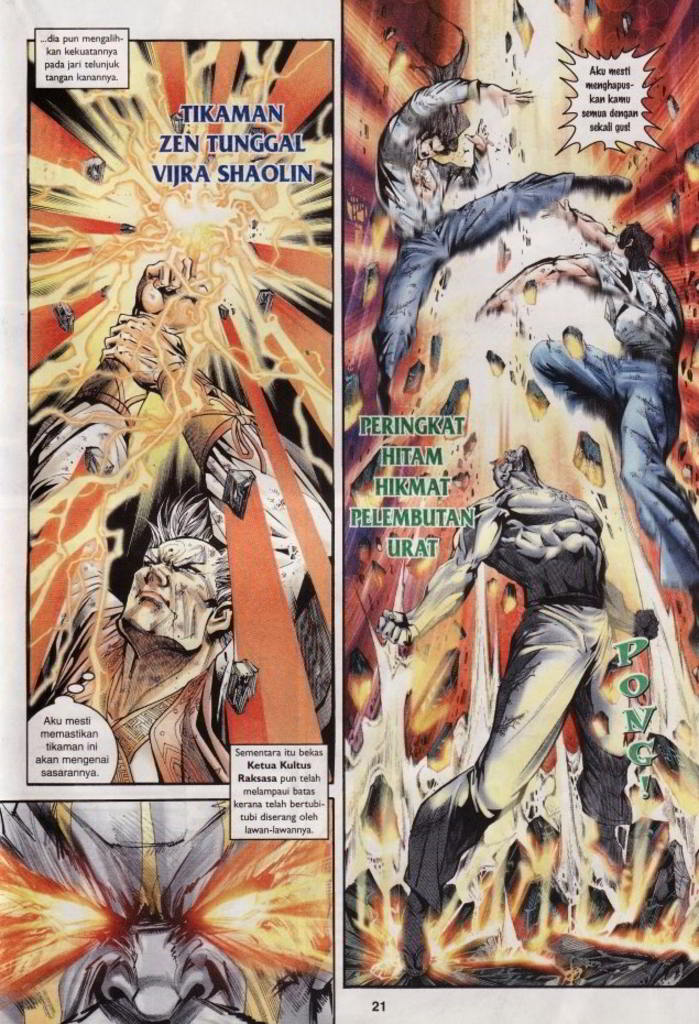 ...dia pun mengalih-
kan kekuatannya
pada jari telunjuk
tangan kanannya.
TIKAMAN
ZEN TUNGGAL
VIJRA SHAOLIN
Aku mesti
memastikan
tikaman ini
akan mengenai
sasarannya.
Sementara itu bekas
Ketua Kultus
Raksasa pun telah
melampaui batas
kerana telah bertubi-
tubi diserang oleh
lawan-lawannya.
Aku mesti
menghapus-
kan kamu
semua dengan
sekali gus!
PERINGKAT
HITAM
HIKMAT
PELEMBUTAN
URAT
PONG!
21